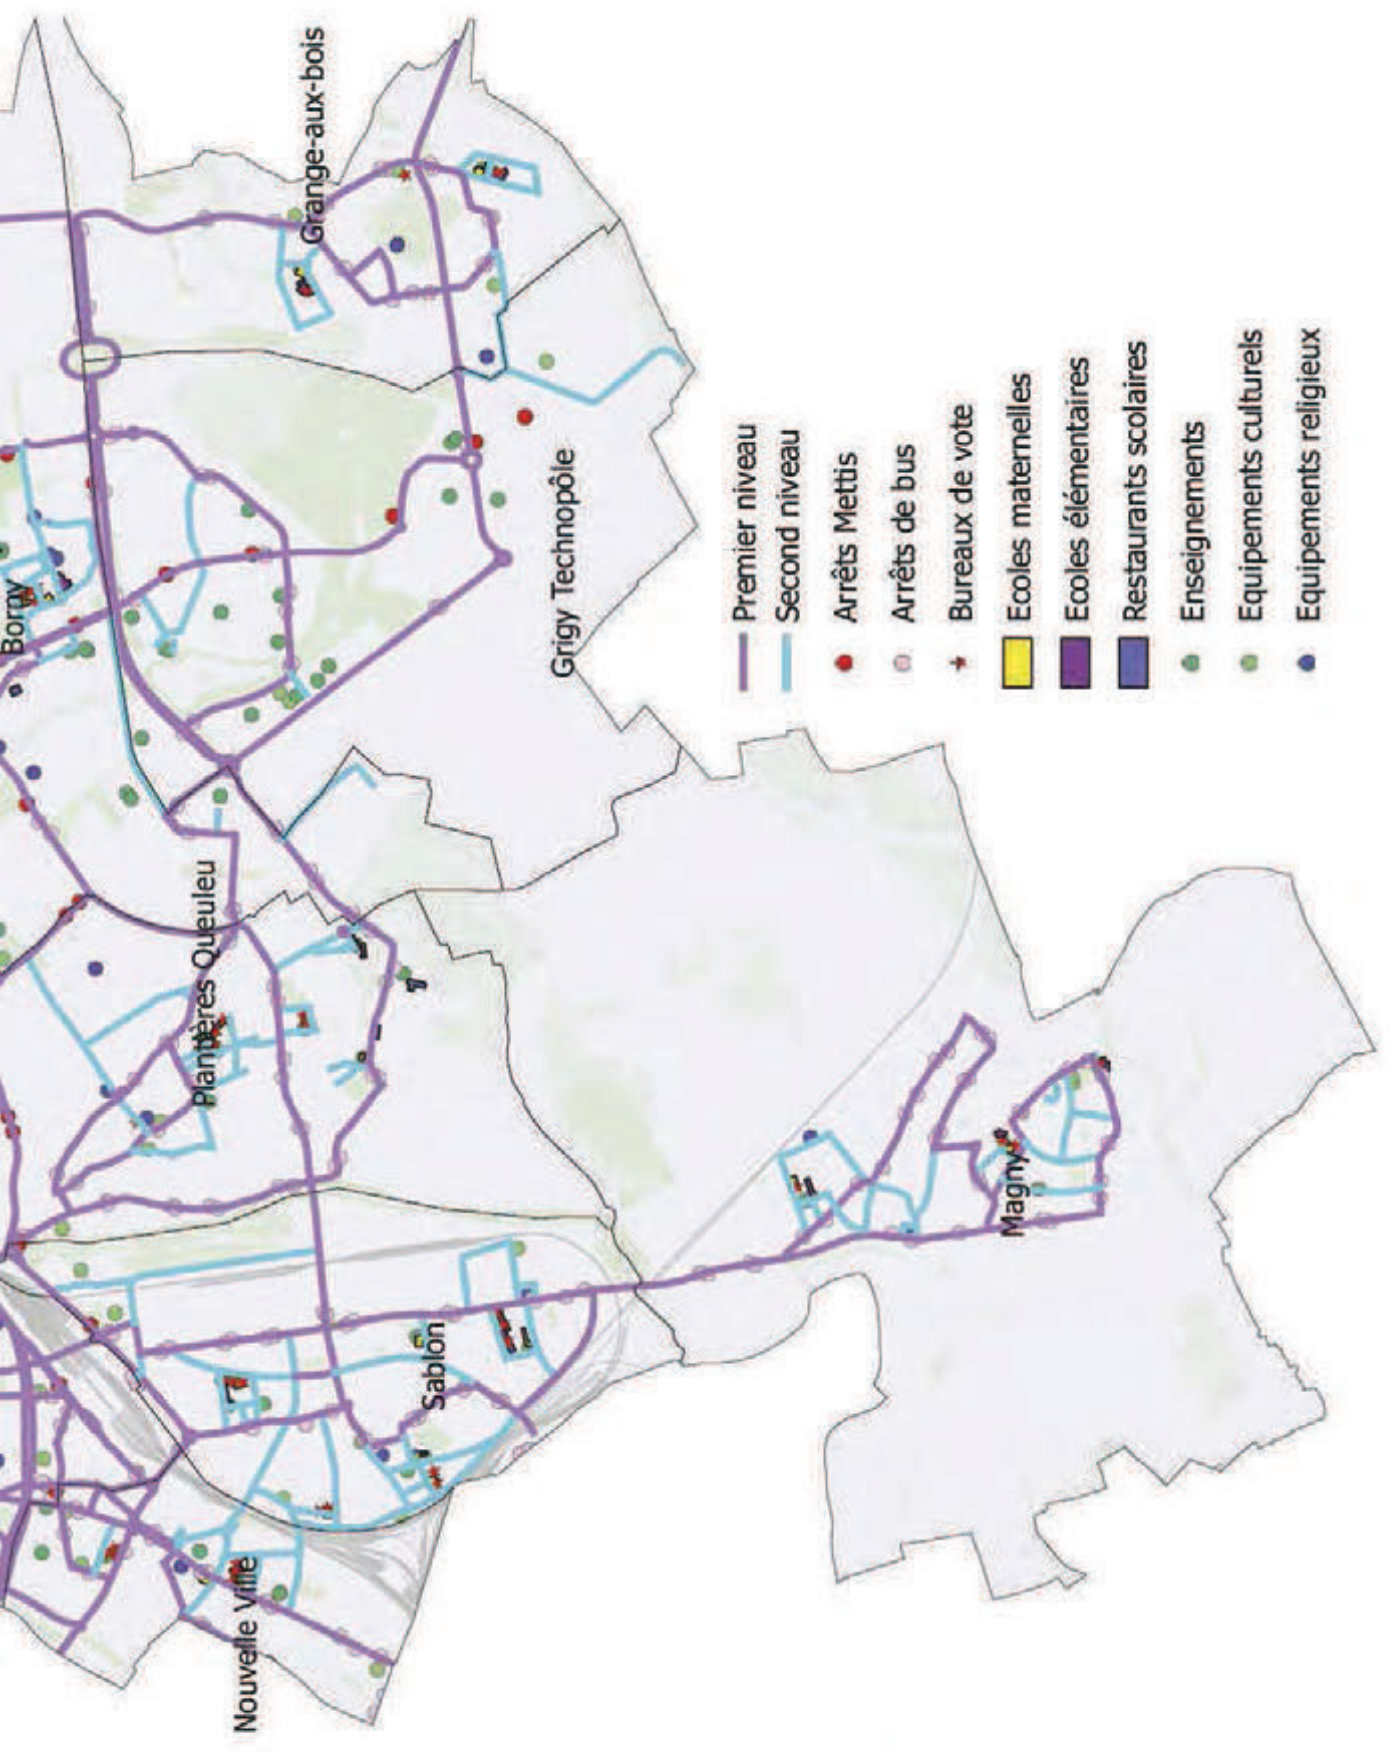 Borny
Grange-aux-bois
Plantières Queuleu
Grigy Technopôle
Nouvelle Ville
Sablon
Magny
Premier niveau
Second niveau
Arrêts Mettis
Arrêts de bus
Bureaux de vote
Ecoles maternelles
Ecoles élémentaires
Restaurants scolaires
Enseignements
Equipements culturels
Equipements religieux